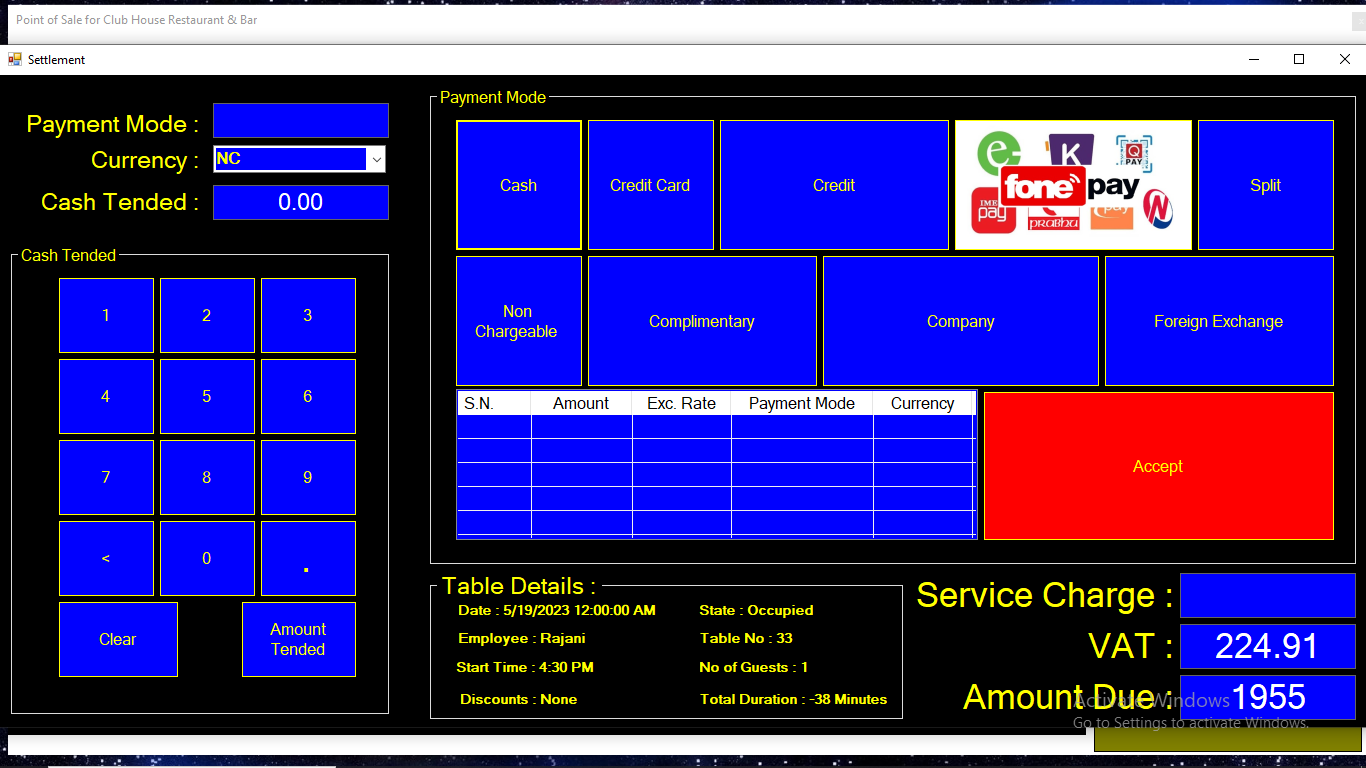 Point of Sale for Club House Restaurant & Bar
Settlement
Payment Mode :
Currency : NC
Cash Tended : 0.00
Cash Tended
1 2 3
4 5 6
7 8 9
< 0 .
Clear
Amount
Tended
Payment Mode
Cash
Credit Card
Credit
e
K
Q
PAY
IME
pay
fone pay
PRABHU
pay
N
Split
Non
Chargeable
Complimentary
Company
Foreign Exchange
S.N. Amount Exc. Rate Payment Mode Currency
Accept
Table Details :
Date : 5/19/2023 12:00:00 AM State : Occupied
Employee : Rajani Table No : 33
Start Time : 4:30 PM No of Guests : 1
Discounts : None Total Duration : -38 Minutes
Service Charge :
VAT : 224.91
Amount Due : 1955
Activate Windows
Go to Settings to activate Windows.